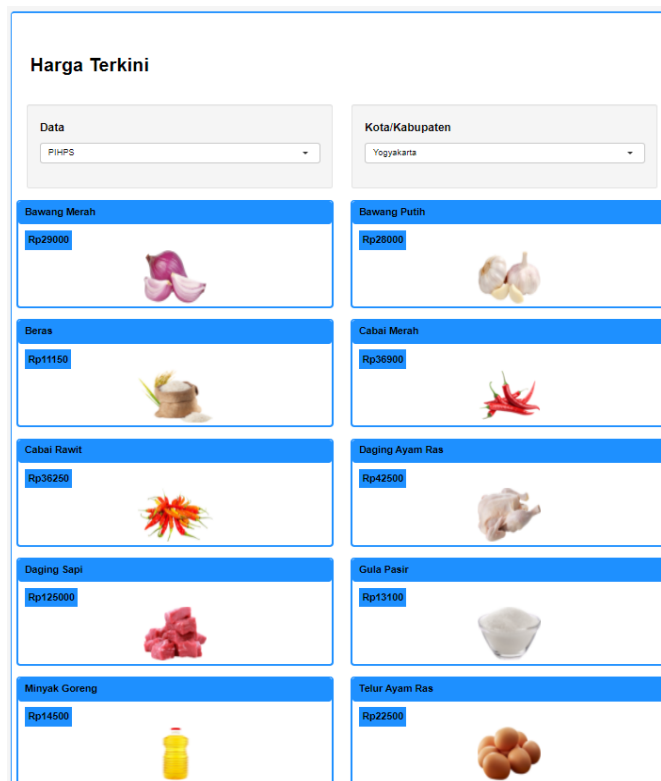 Harga Terkini
Data
Kota/Kabupaten
PIHPS
Yogyakarta
Bawang Merah
Bawang Putih
Rp29000
Rp28000
Beras
Cabai Merah
Rp11150
Rp36900
Cabai Rawit
Daging Ayam Ras
Rp36250
Rp42500
Daging Sapi
Gula Pasir
Rp125000
Rp13100
Minyak Goreng
Telur Ayam Ras
Rp14500
Rp22500